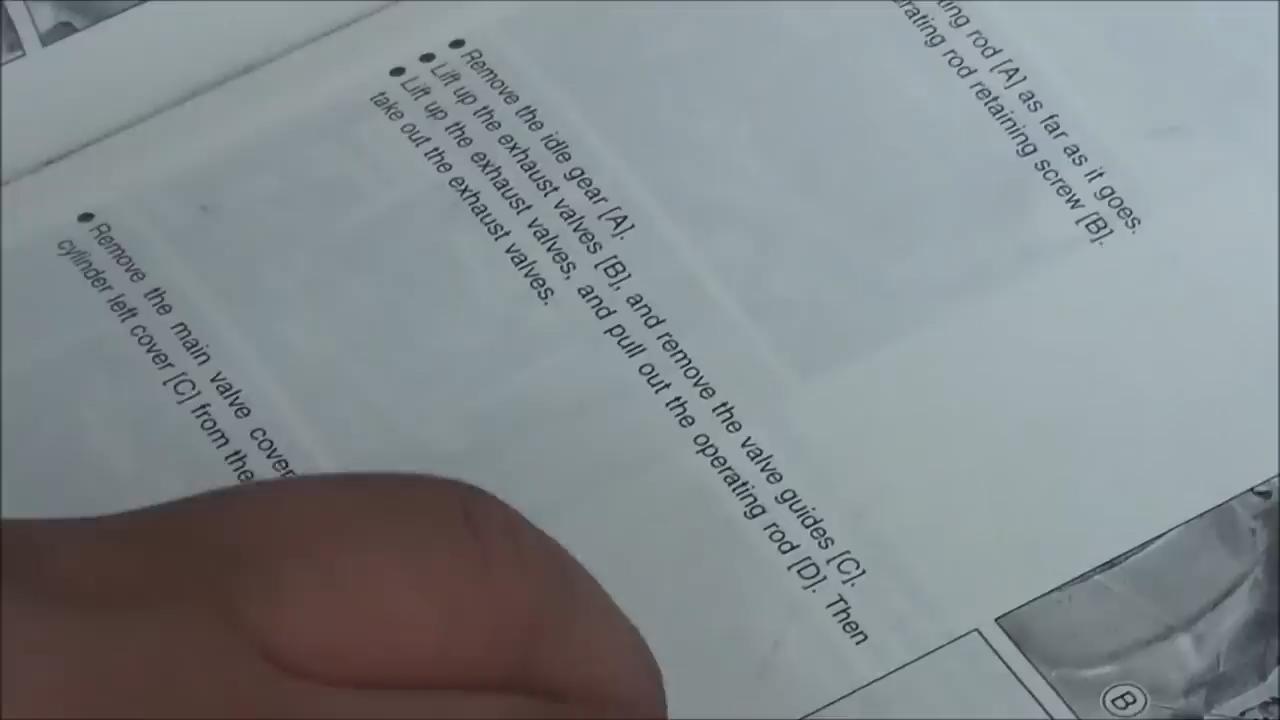 rod [A] as far as it goes.
rod retaining screw [B].
● Remove the idle gear [A].
● Lift up the exhaust valves [B], and remove the valve guides [C].
● Lift up the exhaust valves, and pull out the operating rod [D]. Then
take out the exhaust valves.
● Remove the main valve cover
cylinder left cover [C] from the
B